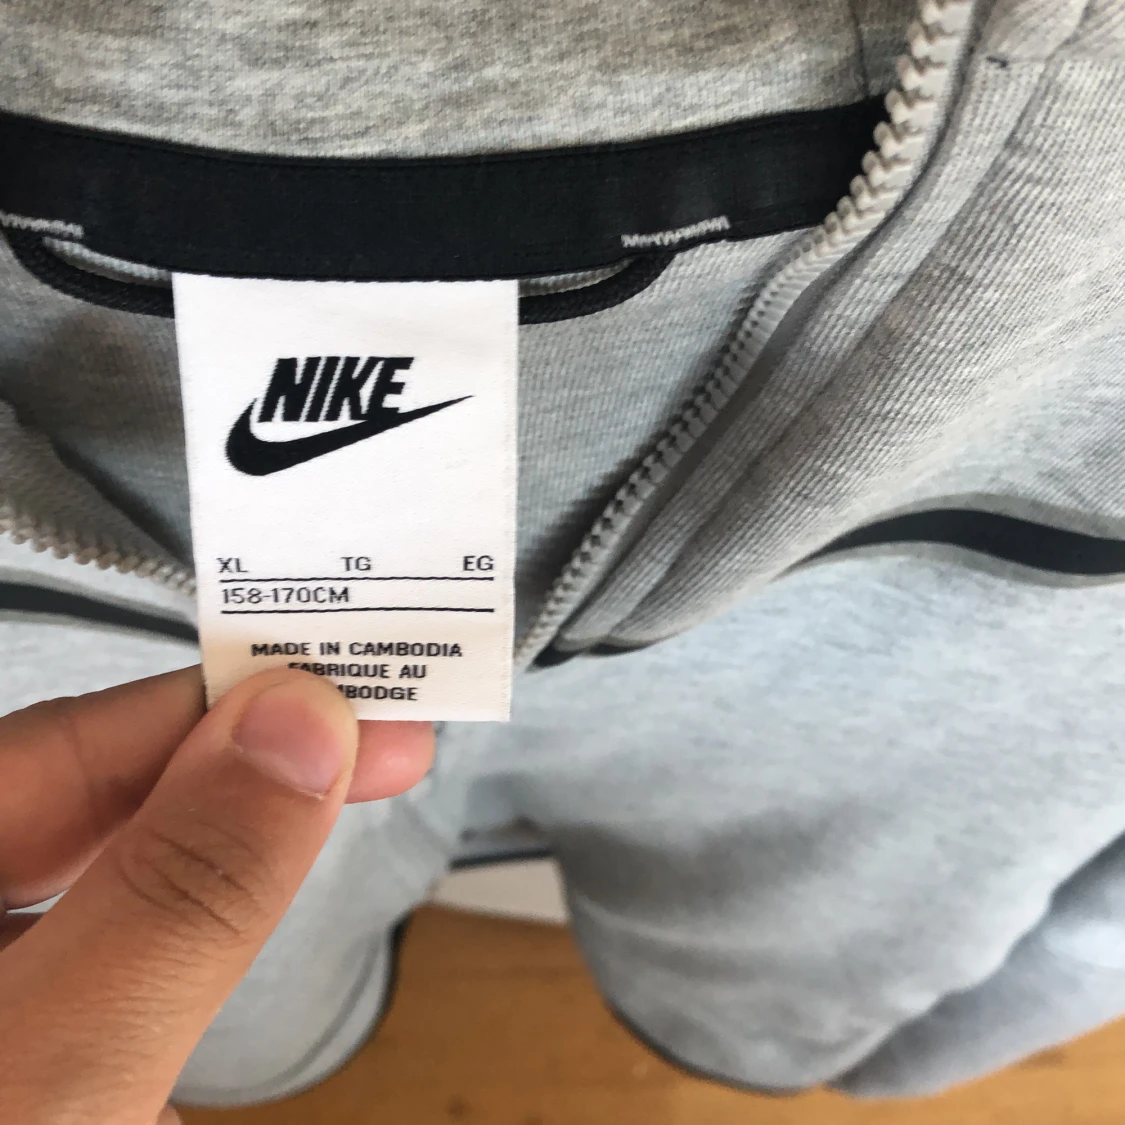 NIKE
XL TG EG
158-170CM
MADE IN CAMBODIA
FABRIQUE AU